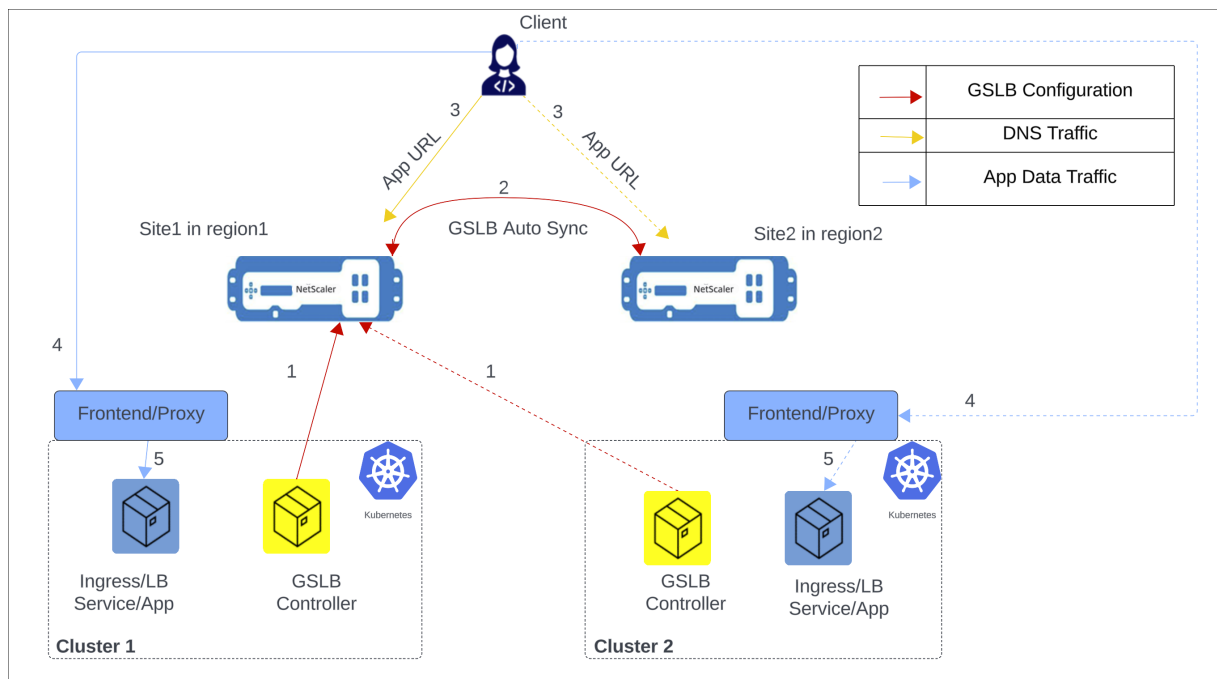 Client
GSLB Configuration
DNS Traffic
App Data Traffic
3
3
App URL
App URL
2
GSLB Auto Sync
Site1 in region1
Site2 in region2
NetScaler
NetScaler
4
1
1
4
Frontend/Proxy
Frontend/Proxy
5
5
Kubernetes
Kubernetes
Ingress/LB
Service/App
GSLB
Controller
GSLB
Controller
Ingress/LB
Service/App
Cluster 1
Cluster 2